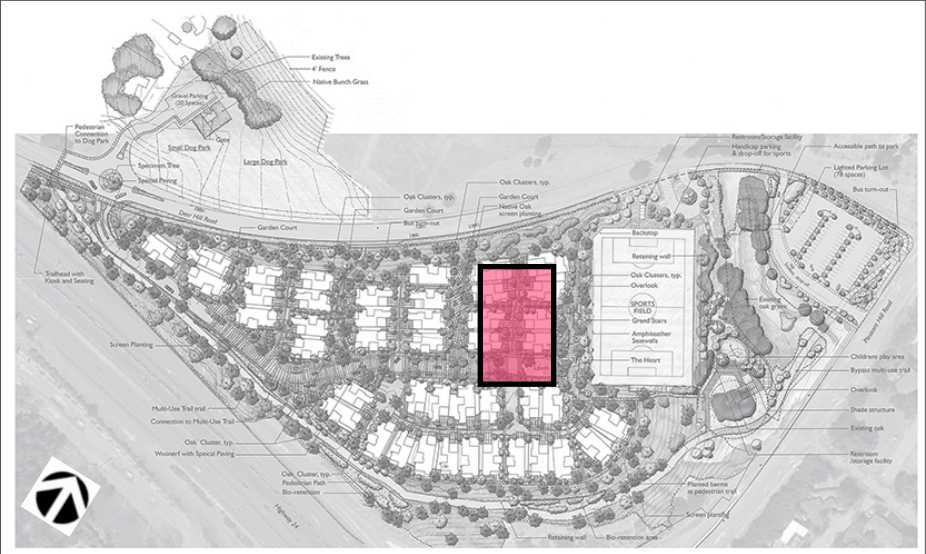 Existing Trees
4' Fence
Native Bunch Grass
Gravel Parking
(20 Spaces)
Pedestrian
Connection
to Dog Park
Gate
Small Dog Park
Large Dog Park
Specimen Tree
Special Paving
Deer Hill Road
Restroom/Storage facility
Handicap parking
& drop-off for sports
Accessible path to park
Lighted Parking Lot
(78 spaces)
Bus turn-out
Oak Clusters, typ.
Garden Court
Native Oak
screen planting
Oak Clusters, typ.
Garden Court
Bus turn-out
Garden Court
Backstop
Retaining wall
Oak Clusters, typ.
Overlook
SPORTS
FIELD
Grand Stairs
Seatwalls
The Heart
Existing
oak grove
Pleasant Hill Road
Trailhead with
Kiosk and Seating
Screen Planting
Lawn
Childrens play area
Bypass multi-use trail
Overlook
Shade structure
Existing oak
Restroom
/storage facility
Multi-Use Trail trail
Connection to Multi-Use Trail
Oak Cluster, typ.
Woonerf with Speical Paving
Oak Cluster, typ.
Pedestrian Path
Bio-retention
Highway 24
Planted berms
at pedestrian trail
Screen planting
Retaining wall
Bio-retention area